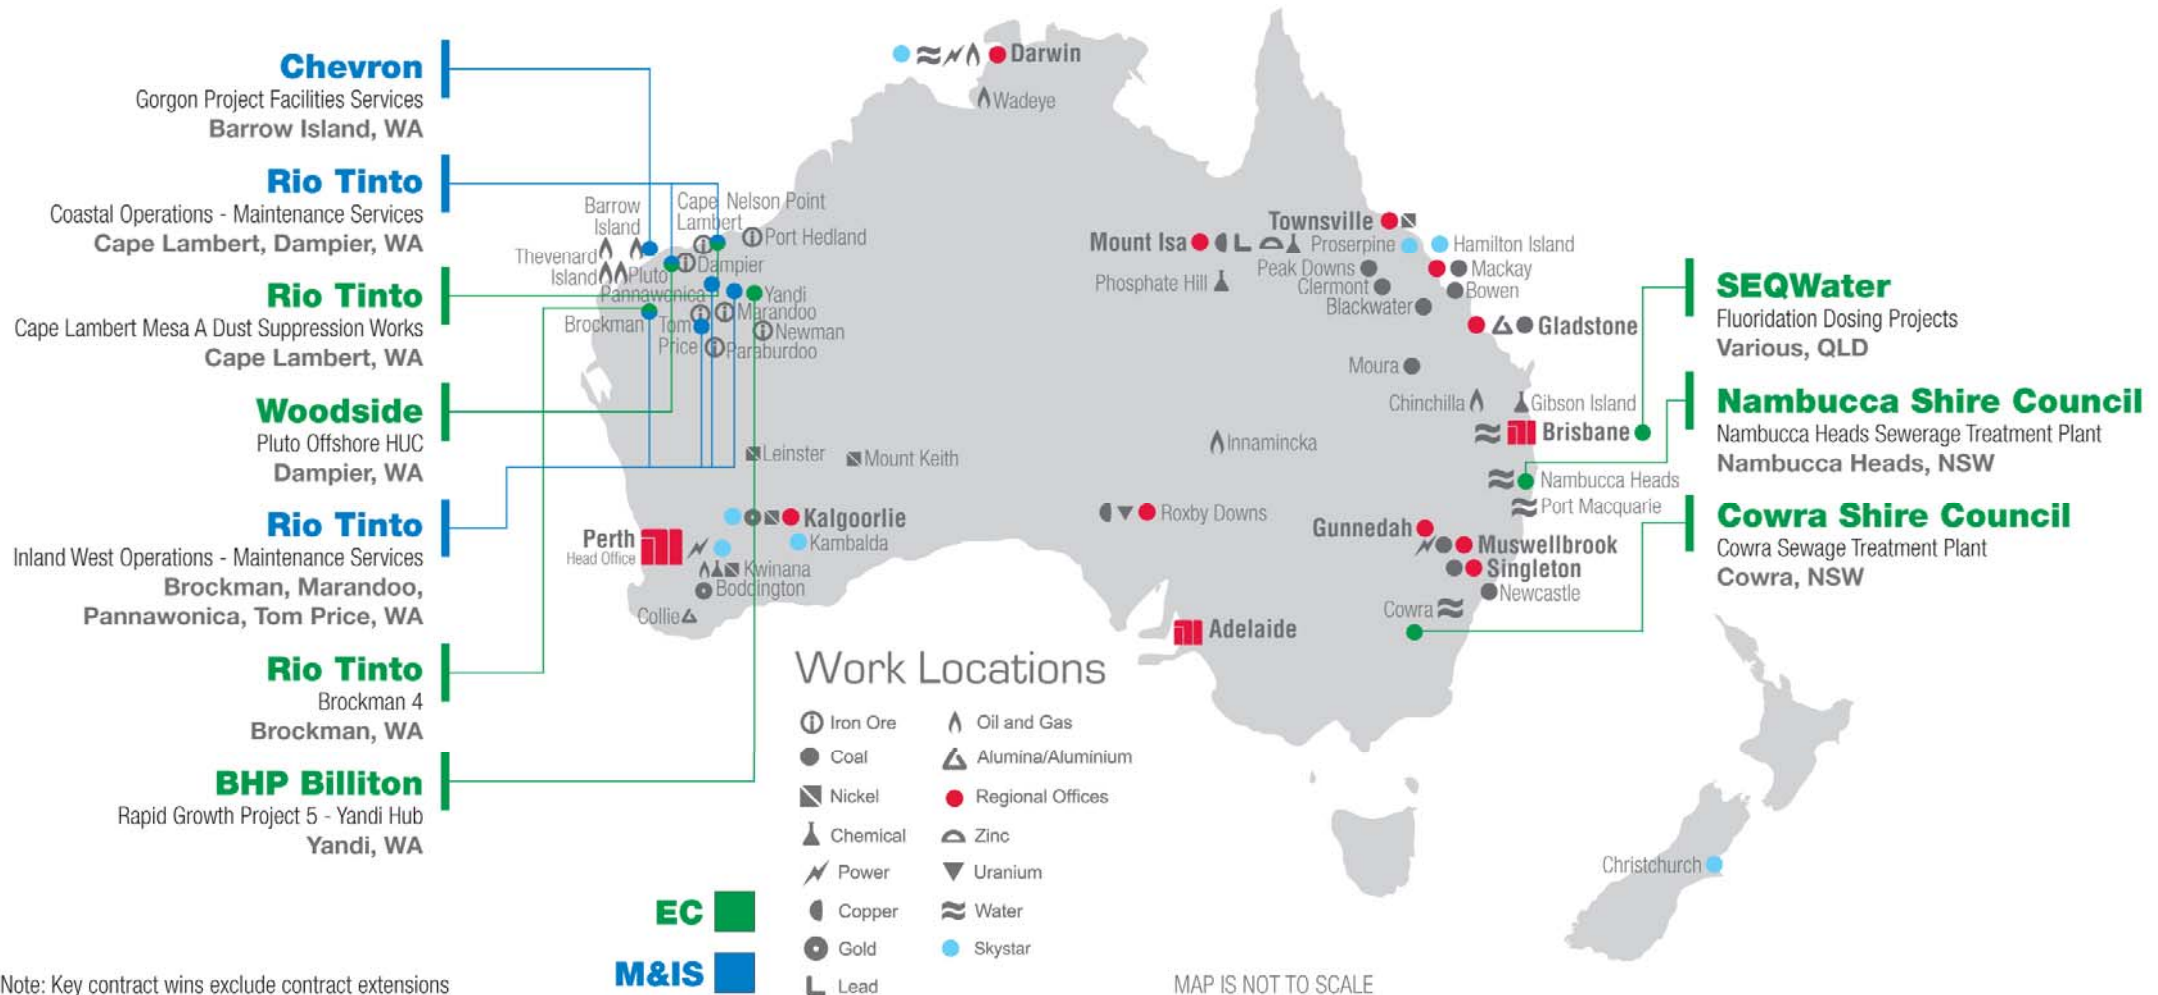 Chevron
Gorgon Project Facilities Services
Barrow Island, WA
Rio Tinto
Coastal Operations - Maintenance Services
Cape Lambert, Dampier, WA
Rio Tinto
Cape Lambert Mesa A Dust Suppression Works
Cape Lambert, WA
Woodside
Pluto Offshore HUC
Dampier, WA
Rio Tinto
Inland West Operations - Maintenance Services
Brockman, Marandoo,
Pannawonica, Tom Price, WA
Rio Tinto
Brockman 4
Brockman, WA
BHP Billiton
Rapid Growth Project 5 - Yandi Hub
Yandi, WA
EC
M&IS
Note: Key contract wins exclude contract extensions
Darwin
Wadeye
Barrow
Island
Cape
Lambert
Nelson Point
Port Hedland
Thevenard
Island
Pluto
Dampier
Pannawonica
Yandi
Marandoo
Brockman
Tom
Price
Newman
Paraburdoo
Leinster
Mount Keith
Kalgoorlie
Kambalda
Perth
Head Office
Kwinana
Boddington
Collie
Townsville
Mount Isa
Proserpine
Hamilton Island
Phosphate Hill
Peak Downs
Mackay
Clermont
Bowen
Blackwater
Gladstone
Moura
Chinchilla
Gibson Island
Brisbane
Innamincka
Nambucca Heads
Port Macquarie
Roxby Downs
Gunnedah
Muswellbrook
Singleton
Newcastle
Cowra
Adelaide
Christchurch
SEQWater
Fluoridation Dosing Projects
Various, QLD
Nambucca Shire Council
Nambucca Heads Sewerage Treatment Plant
Nambucca Heads, NSW
Cowra Shire Council
Cowra Sewage Treatment Plant
Cowra, NSW
Work Locations
Iron Ore
Oil and Gas
Coal
Alumina/Aluminium
Nickel
Regional Offices
Chemical
Zinc
Power
Uranium
Copper
Water
Gold
Skystar
Lead
MAP IS NOT TO SCALE